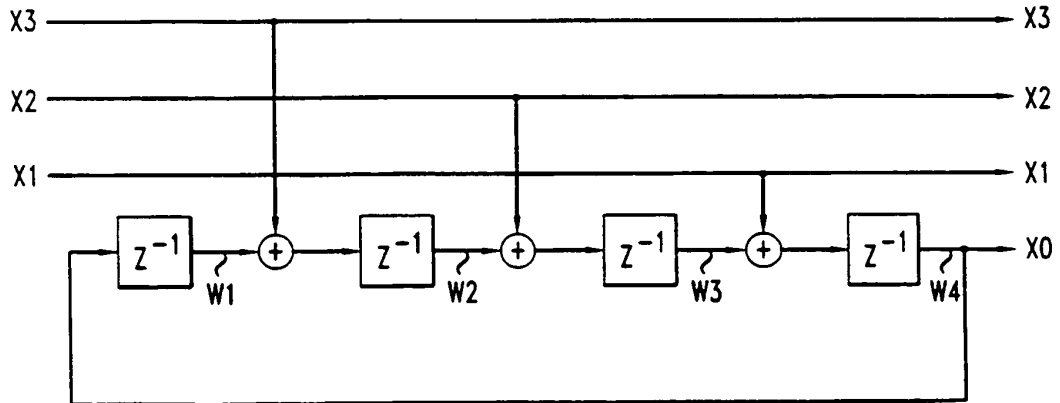 X3 X3
X2 X2
X1 X1
Z⁻¹ + Z⁻¹ + Z⁻¹ + Z⁻¹ X0
W1 W2 W3 W4